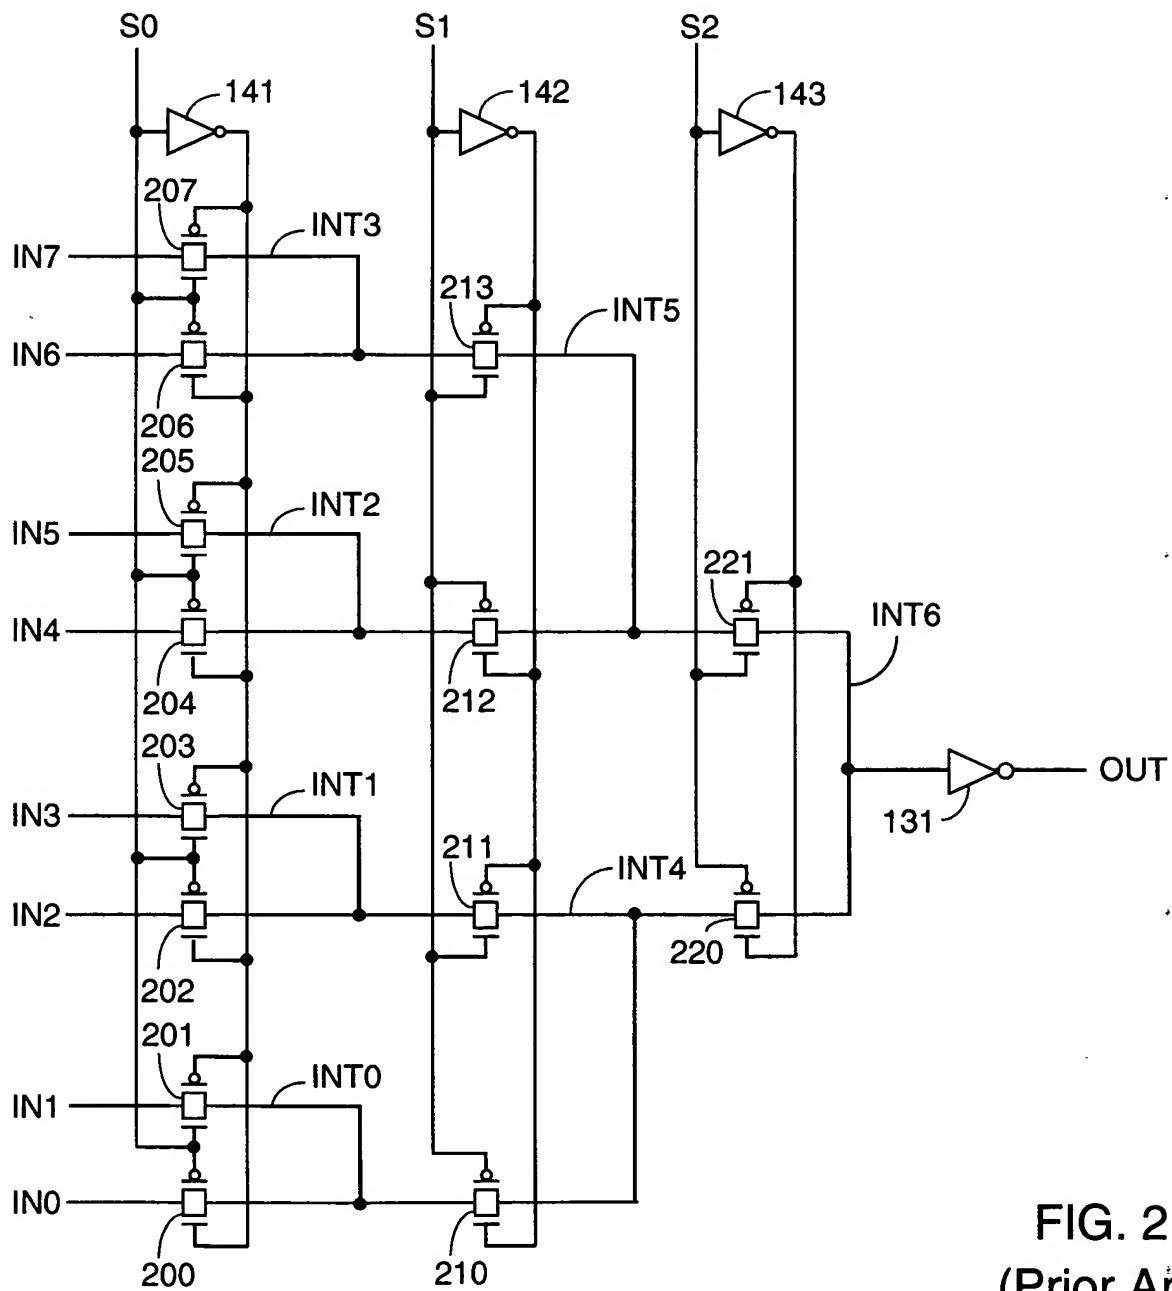 S0 S1 S2
141 142 143
207
INT3
IN7
213
INT5
IN6
206
205
INT2
IN5
221
INT6
IN4
204
212
203
INT1
OUT
IN3
131
211
INT4
IN2
220
202
201
INT0
IN1
IN0
FIG. 2
200
210
(Prior Ar